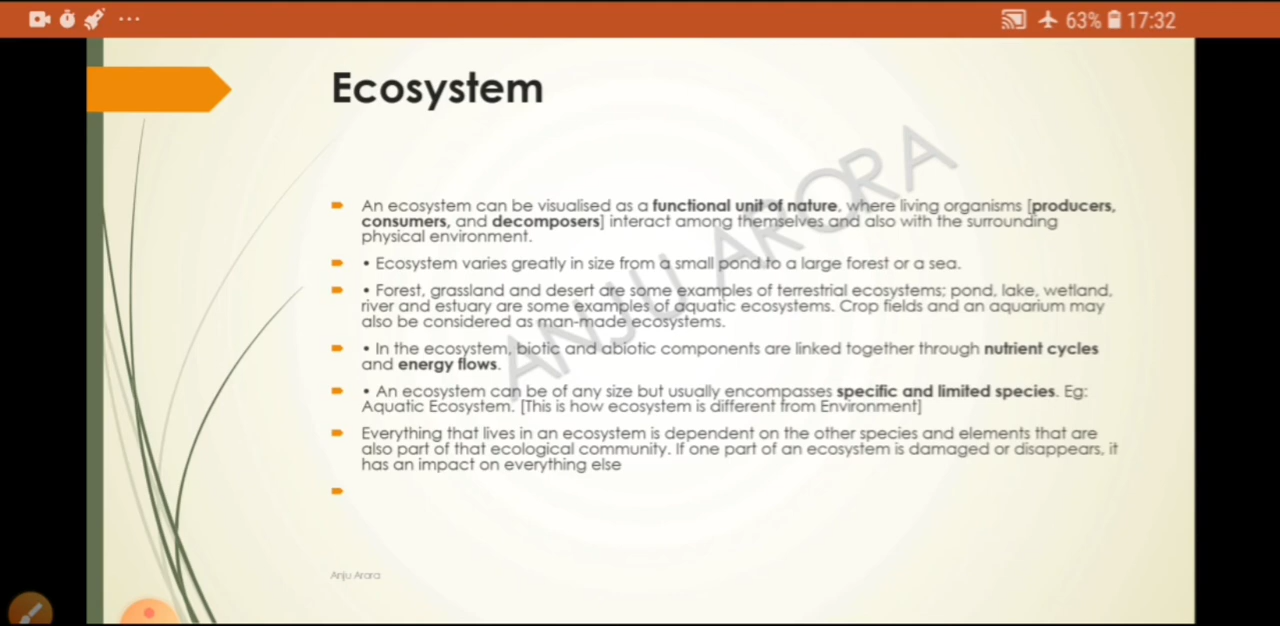 63% 17:32
Ecosystem
An ecosystem can be visualised as a functional unit of nature, where living organisms [producers,
consumers, and decomposers] interact among themselves and also with the surrounding
physical environment.
• Ecosystem varies greatly in size from a small pond to a large forest or a sea.
• Forest, grassland and desert are some examples of terrestrial ecosystems; pond, lake, wetland,
river and estuary are some examples of aquatic ecosystems. Crop fields and an aquarium may
also be considered as man-made ecosystems.
• In the ecosystem, biotic and abiotic components are linked together through nutrient cycles
and energy flows.
• An ecosystem can be of any size but usually encompasses specific and limited species. Eg:
Aquatic Ecosystem. [This is how ecosystem is different from Environment]
Everything that lives in an ecosystem is dependent on the other species and elements that are
also part of that ecological community. If one part of an ecosystem is damaged or disappears, it
has an impact on everything else
ANJU ARORA
Anju Arora